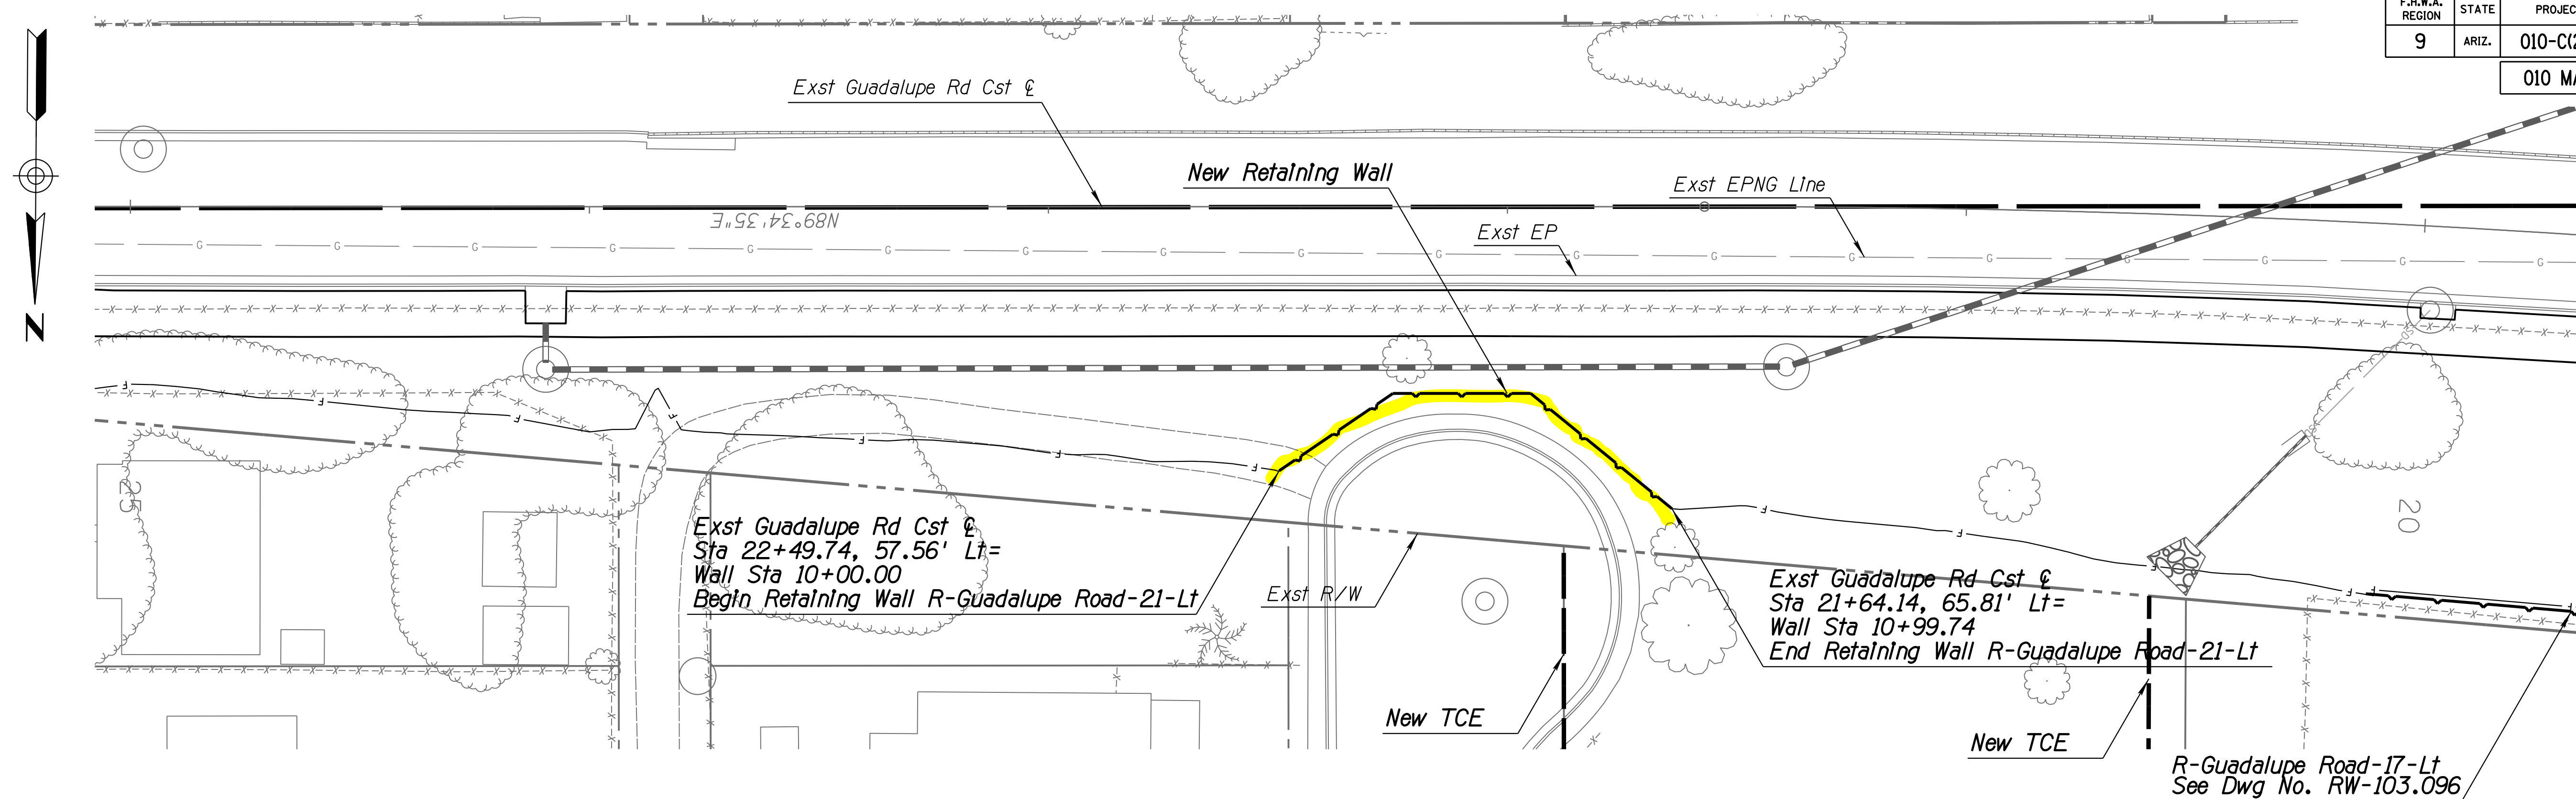 F.H.W.A.
REGION
STATE
9
ARIZ.
010-C(
Exst Guadalupe Rd Cst ℄
New Retaining Wall
Exst EPNG Line
N89°34'35"E
Exst EP
G G G G G G G G G G G G G G G G G G
N
F F F F F F F F F F F F
25
20
Exst Guadalupe Rd Cst ℄
Sta 22+49.74, 57.56' Lt=
Wall Sta 10+00.00
Begin Retaining Wall R-Guadalupe Road-21-Lt
Exst R/W
Exst Guadalupe Rd Cst ℄
Sta 21+64.14, 65.81' Lt=
Wall Sta 10+99.74
End Retaining Wall R-Guadalupe Road-21-Lt
New TCE
New TCE
R-Guadalupe Road-17-Lt
See Dwg No. RW-103.096